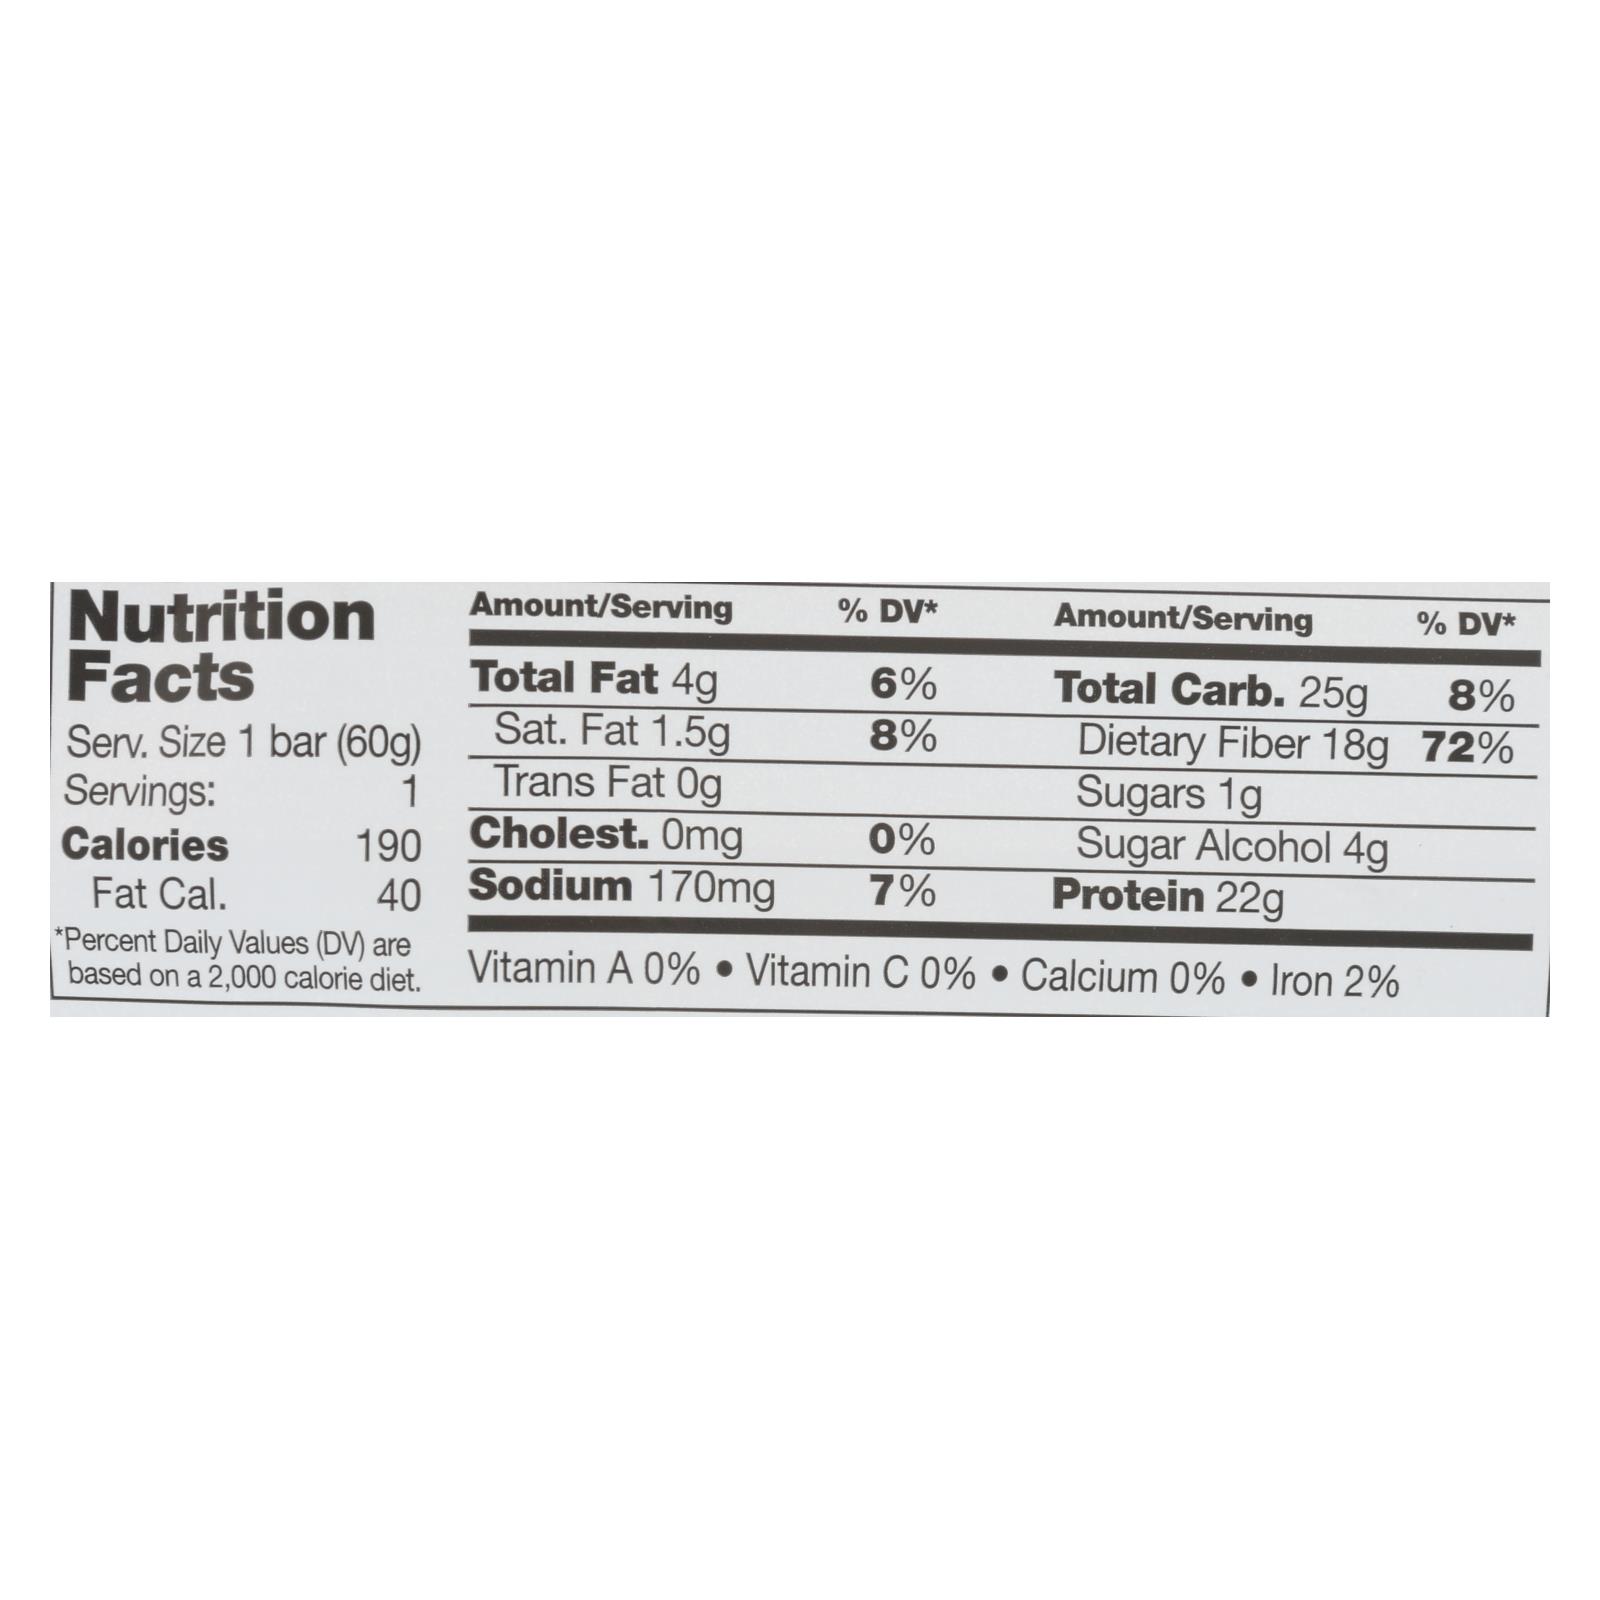 Nutrition
Facts
Serv. Size 1 bar (60g)
Servings: 1
Calories 190
Fat Cal. 40
*Percent Daily Values (DV) are
based on a 2,000 calorie diet.
Amount/Serving % DV* Amount/Serving % DV*
Total Fat 4g 6% Total Carb. 25g 8%
Sat. Fat 1.5g 8% Dietary Fiber 18g 72%
Trans Fat 0g Sugars 1g
Cholest. 0mg 0% Sugar Alcohol 4g
Sodium 170mg 7% Protein 22g
Vitamin A 0% • Vitamin C 0% • Calcium 0% • Iron 2%